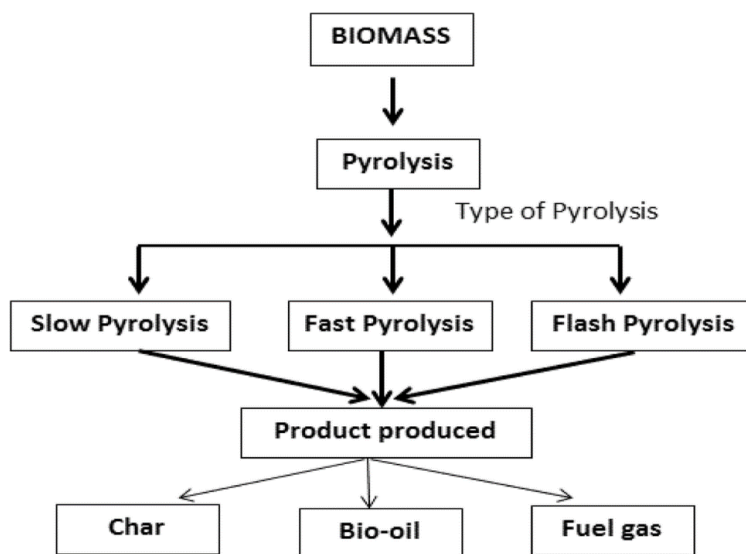 BIOMASS
Pyrolysis
Type of Pyrolysis
Slow Pyrolysis
Fast Pyrolysis
Flash Pyrolysis
Product produced
Char
Bio-oil
Fuel gas